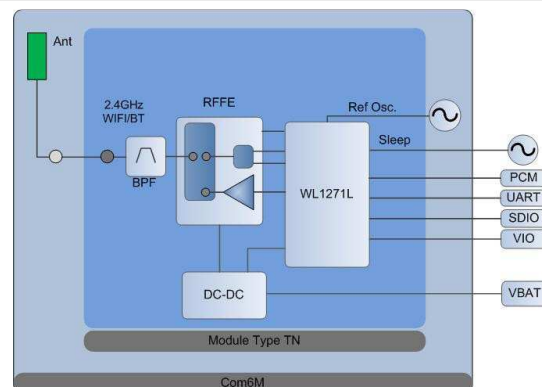 Ant
2.4GHz
WIFI/BT
RFFE
Ref Osc.
Sleep
BPF
WL1271L
PCM
UART
SDIO
VIO
DC-DC
VBAT
Module Type TN
Com6M